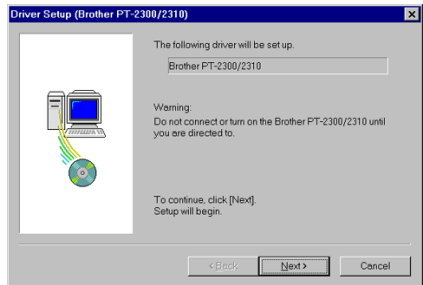 Driver Setup (Brother PT-2300/2310)
The following driver will be set up.
Brother PT-2300/2310
Warning:
Do not connect or turn on the Brother PT-2300/2310 until
you are directed to.
To continue, click [Next].
Setup will begin.
< Back
Next >
Cancel